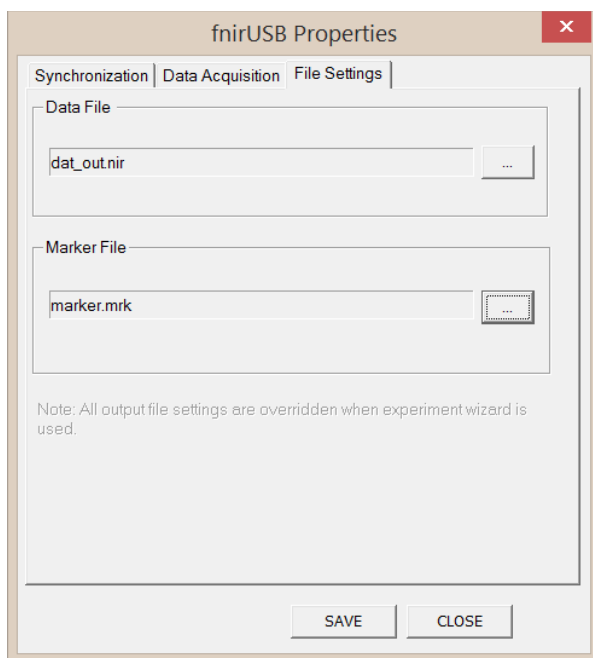 fnirUSB Properties
x
Synchronization Data Acquisition File Settings
Data File
dat_out.nir
...
Marker File
marker.mrk
...
Note: All output file settings are overridden when experiment wizard is
used.
SAVE CLOSE